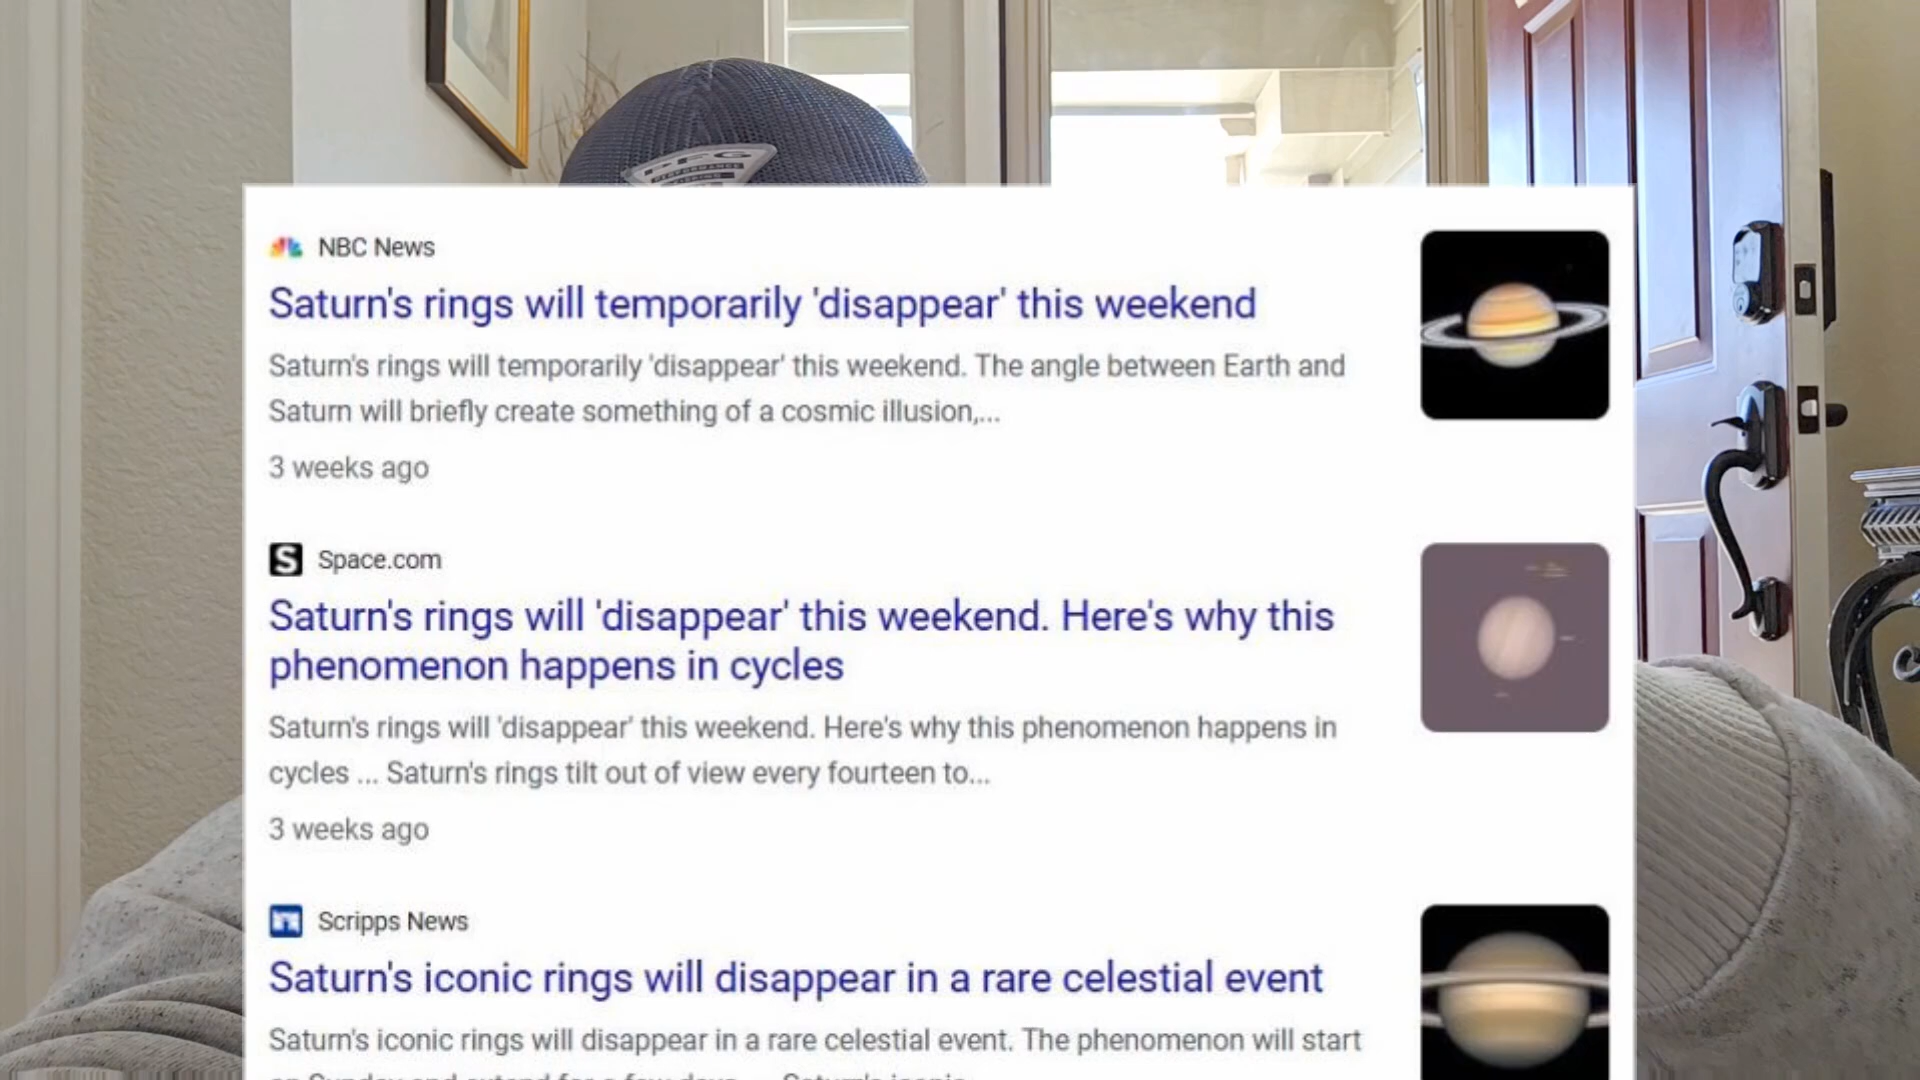 PFG
PERFORMANCE
NBC News
Saturn's rings will temporarily 'disappear' this weekend
Saturn's rings will temporarily 'disappear' this weekend. The angle between Earth and
Saturn will briefly create something of a cosmic illusion,...
3 weeks ago
S Space.com
Saturn's rings will 'disappear' this weekend. Here's why this
phenomenon happens in cycles
Saturn's rings will 'disappear' this weekend. Here's why this phenomenon happens in
cycles ... Saturn's rings tilt out of view every fourteen to...
3 weeks ago
Scripps News
Saturn's iconic rings will disappear in a rare celestial event
Saturn's iconic rings will disappear in a rare celestial event. The phenomenon will start